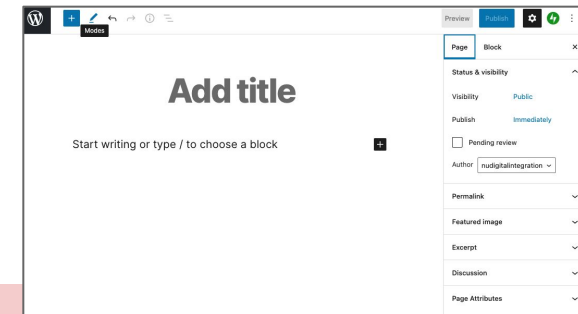 Preview
Publish
Modes
Page Block
Status & visibility
Add title
Visibility Public
Publish Immediately
Start writing or type / to choose a block
Pending review
Author nudigitalintegration
Permalink
Featured image
Excerpt
Discussion
Page Attributes